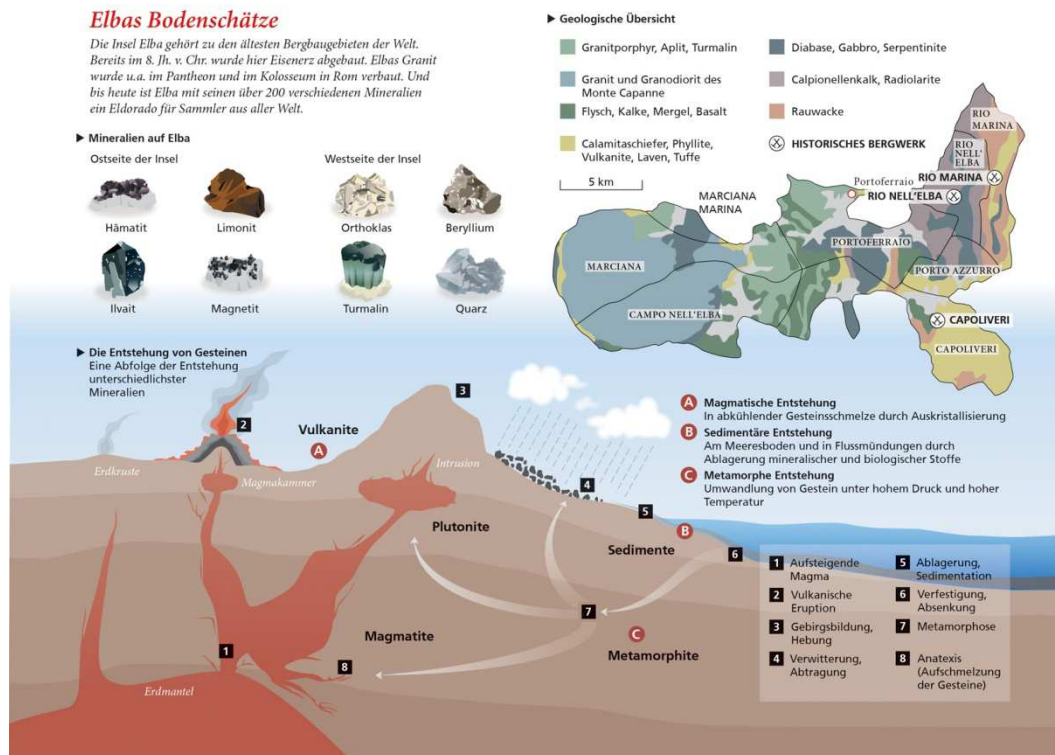 Elbas Bodenschätze
Die Insel Elba gehört zu den ältesten Bergbaugebieten der Welt.
Bereits im 8. Jh. v. Chr. wurde hier Eisenerz abgebaut. Elbas Granit
wurde u.a. im Pantheon und im Kolosseum in Rom verbaut. Und
bis heute ist Elba mit seinen über 200 verschiedenen Mineralien
ein Eldorado für Sammler aus aller Welt.
Mineralien auf Elba
Ostseite der Insel
Westseite der Insel
Hämatit
Limonit
Orthoklas
Beryllium
Ilvait
Magnetit
Turmalin
Quarz
Geologische Übersicht
Granitporphyr, Aplit, Turmalin
Granit und Granodiorit des
Monte Capanne
Flysch, Kalke, Mergel, Basalt
Calamitaschiefer, Phyllite,
Vulkanite, Laven, Tuffe
Diabase, Gabbro, Serpentinite
Calpionellenkalk, Radiolarite
Rauwacke
HISTORISCHES BERGWERK
5 km
RIO
MARINA
RIO
NELL'
ELBA
RIO MARINA
Portoferraio
RIO NELL'ELBA
MARCIANA
MARINA
PORTOFERRAIO
MARCIANA
PORTO AZZURRO
CAMPO NELL'ELBA
CAPOLIVERI
CAPOLIVERI
Die Entstehung von Gesteinen
Eine Abfolge der Entstehung
unterschiedlichster
Mineralien
2
3
Vulkanite
A
Erdkruste
Magmakammer
Intrusion
4
5
Plutonite
Sedimente
B
6
7
1
Magmatite
8
C
Metamorphite
Erdmantel
A Magmatische Entstehung
In abkühlender Gesteinsschmelze durch Auskristallisierung
B Sedimentäre Entstehung
Am Meeresboden und in Flussmündungen durch
Ablagerung mineralischer und biologischer Stoffe
C Metamorphe Entstehung
Umwandlung von Gestein unter hohem Druck und hoher
Temperatur
1 Aufsteigende
Magma
2 Vulkanische
Eruption
3 Gebirgsbildung,
Hebung
4 Verwitterung,
Abtragung
5 Ablagerung,
Sedimentation
6 Verfestigung,
Absenkung
7 Metamorphose
8 Anatexis
(Aufschmelzung
der Gesteine)